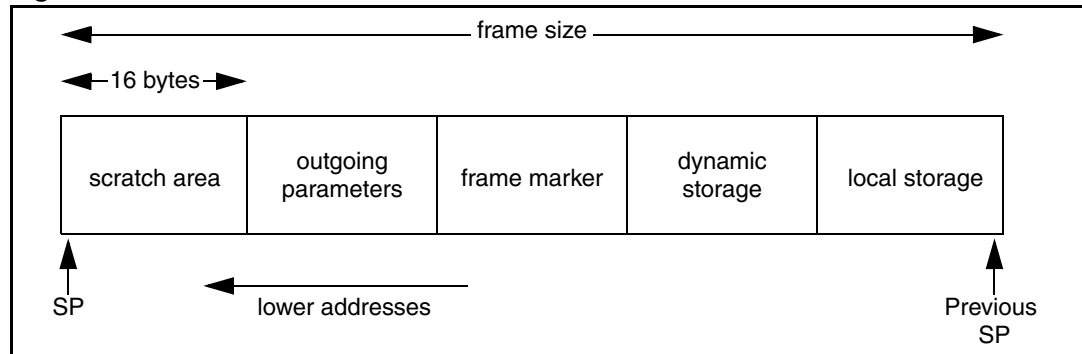 frame size
16 bytes
scratch area
outgoing
parameters
frame marker
dynamic
storage
local storage
SP
lower addresses
Previous
SP